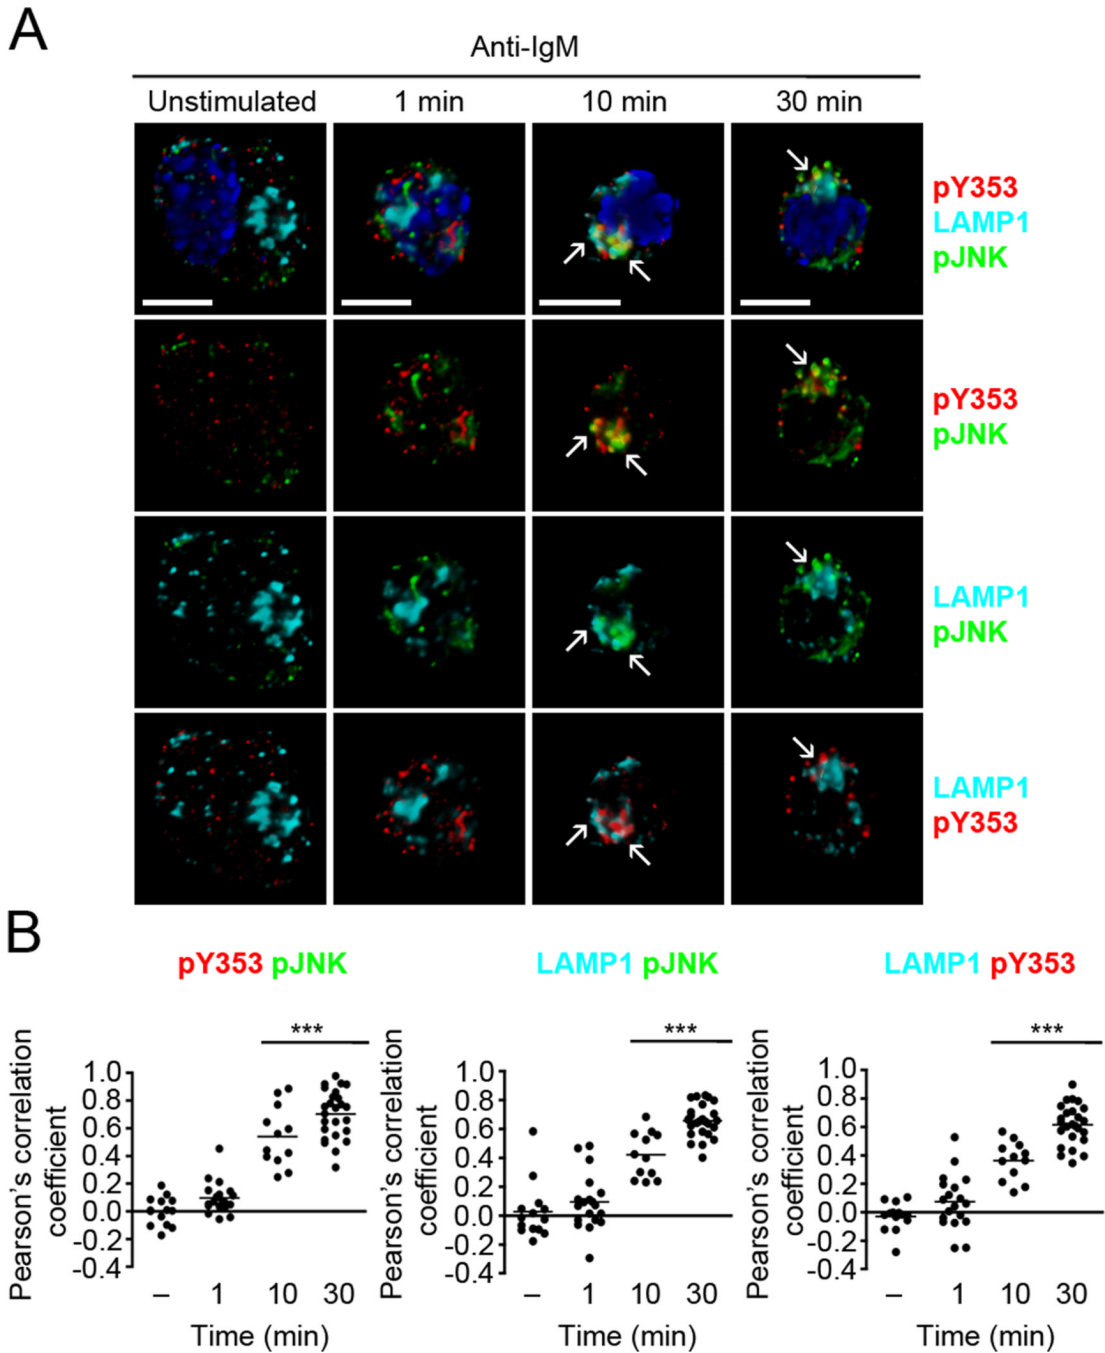 A
Anti-IgM
Unstimulated 1 min 10 min 30 min
pY353
LAMP1
pJNK
pY353
pJNK
LAMP1
pJNK
LAMP1
pY353
B
pY353 pJNK
LAMP1 pJNK
LAMP1 pY353
***
***
***
Pearson's correlation
coefficient
1.0
0.8
0.6
0.4
0.2
0.0
-0.2
-0.4
– 1 10 30
Time (min)
Pearson's correlation
coefficient
1.0
0.8
0.6
0.4
0.2
0.0
-0.2
-0.4
– 1 10 30
Time (min)
Pearson's correlation
coefficient
1.0
0.8
0.6
0.4
0.2
0.0
-0.2
-0.4
– 1 10 30
Time (min)